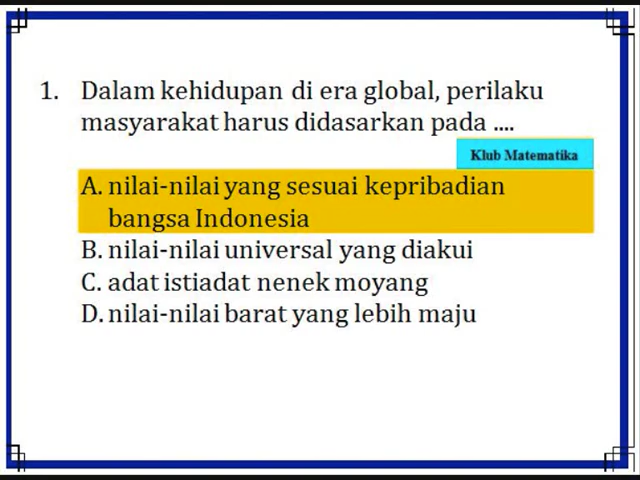 1. Dalam kehidupan di era global, perilaku
masyarakat harus didasarkan pada ....
Klub Matematika
A. nilai-nilai yang sesuai kepribadian
bangsa Indonesia
B. nilai-nilai universal yang diakui
C. adat istiadat nenek moyang
D. nilai-nilai barat yang lebih maju